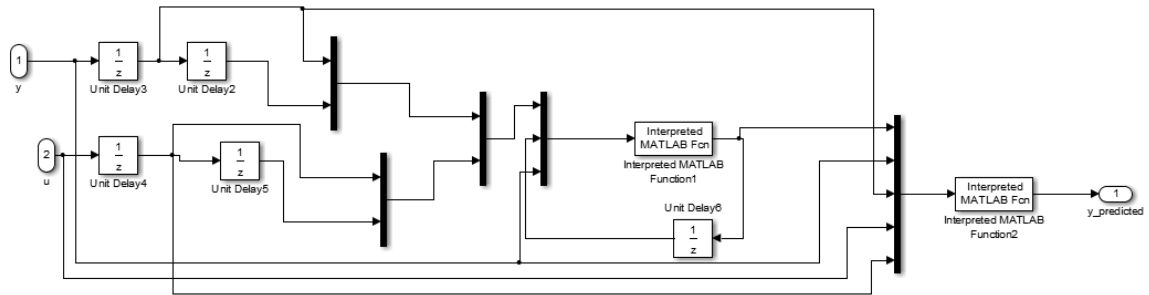 1
y
1
z
Unit Delay3
1
z
Unit Delay2
2
u
1
z
Unit Delay4
1
z
Unit Delay5
Interpreted
MATLAB Fcn
Interpreted MATLAB
Function1
Unit Delay6
1
z
Interpreted
MATLAB Fcn
Interpreted MATLAB
Function2
1
y_predicted